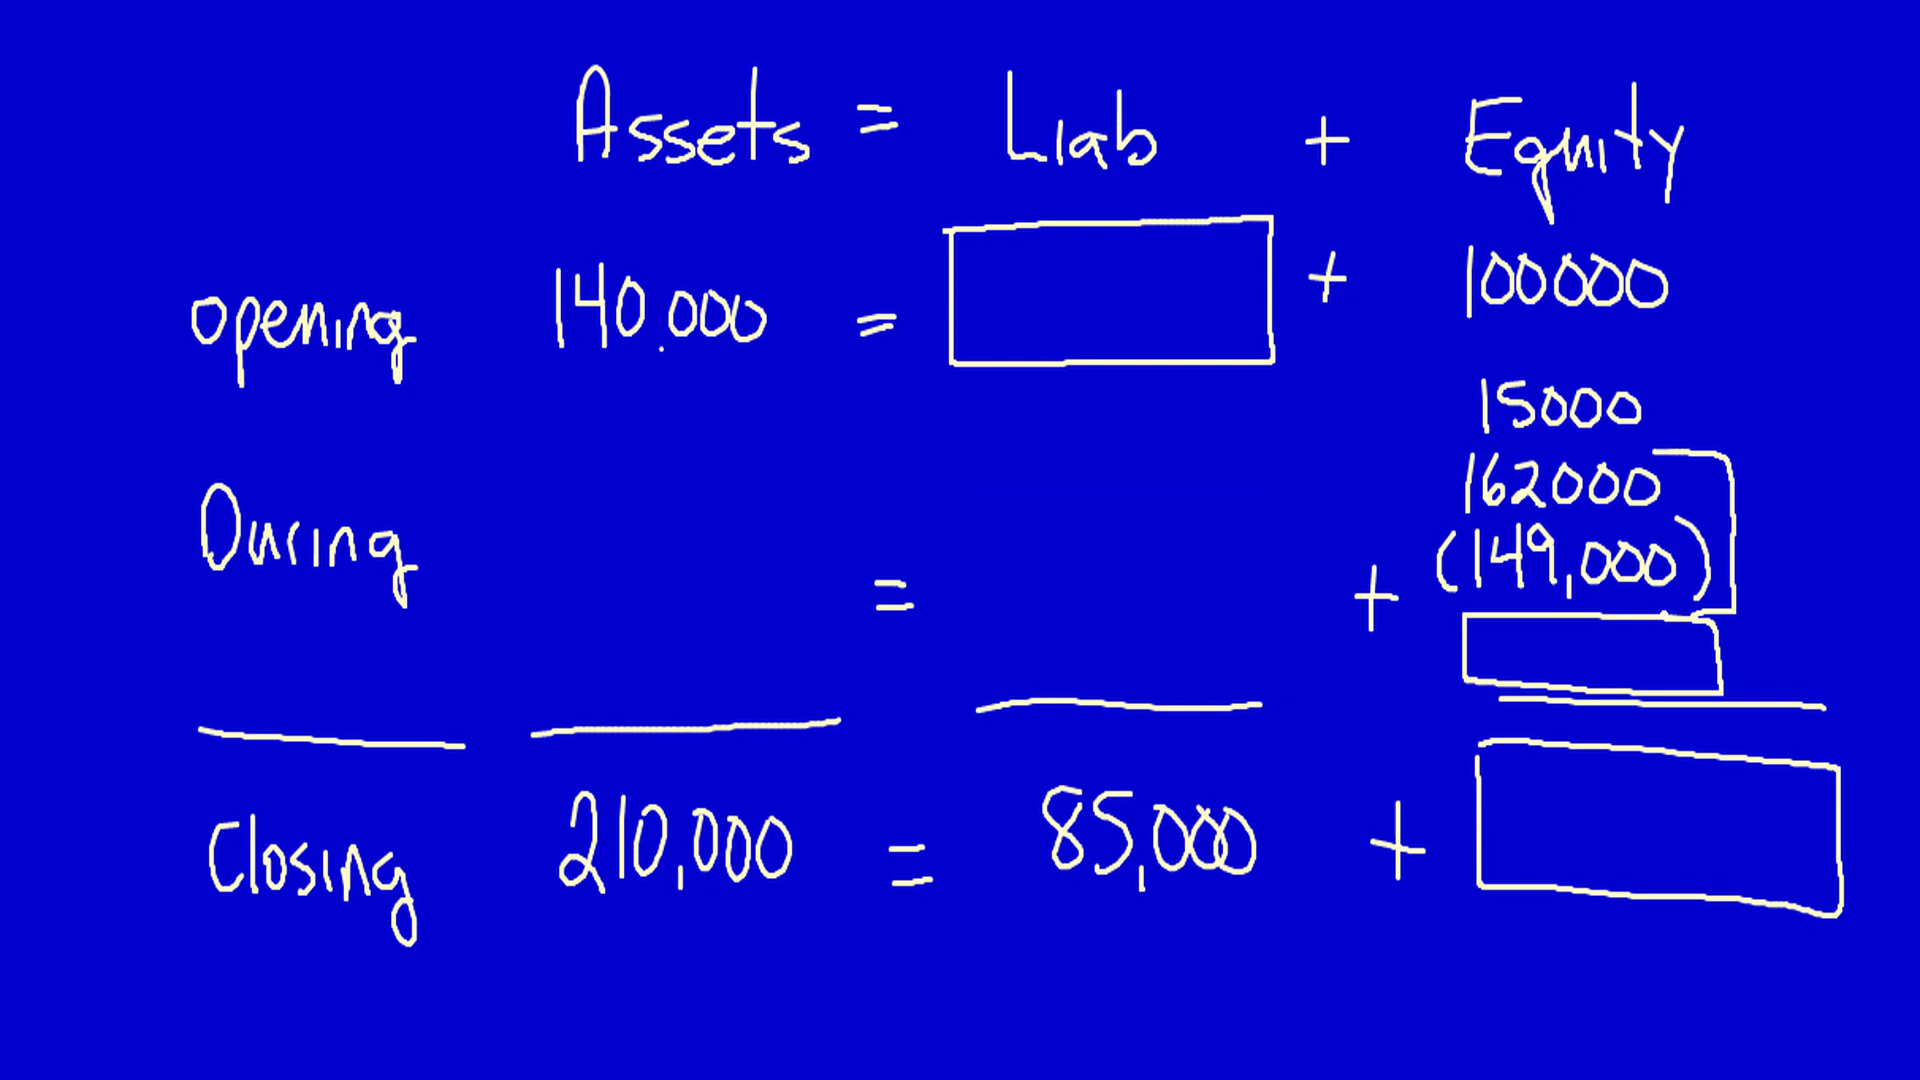 Assets = Liab + Equity
opening 140.000 = + 100000
15000
162000
During = + (149,000)
Closing 210,000 = 85,000 +